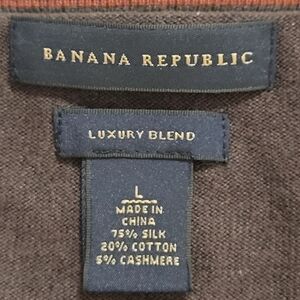 BANANA REPUBLIC
LUXURY BLEND
L
MADE IN
CHINA
75% SILK
20% COTTON
5% CASHMERE